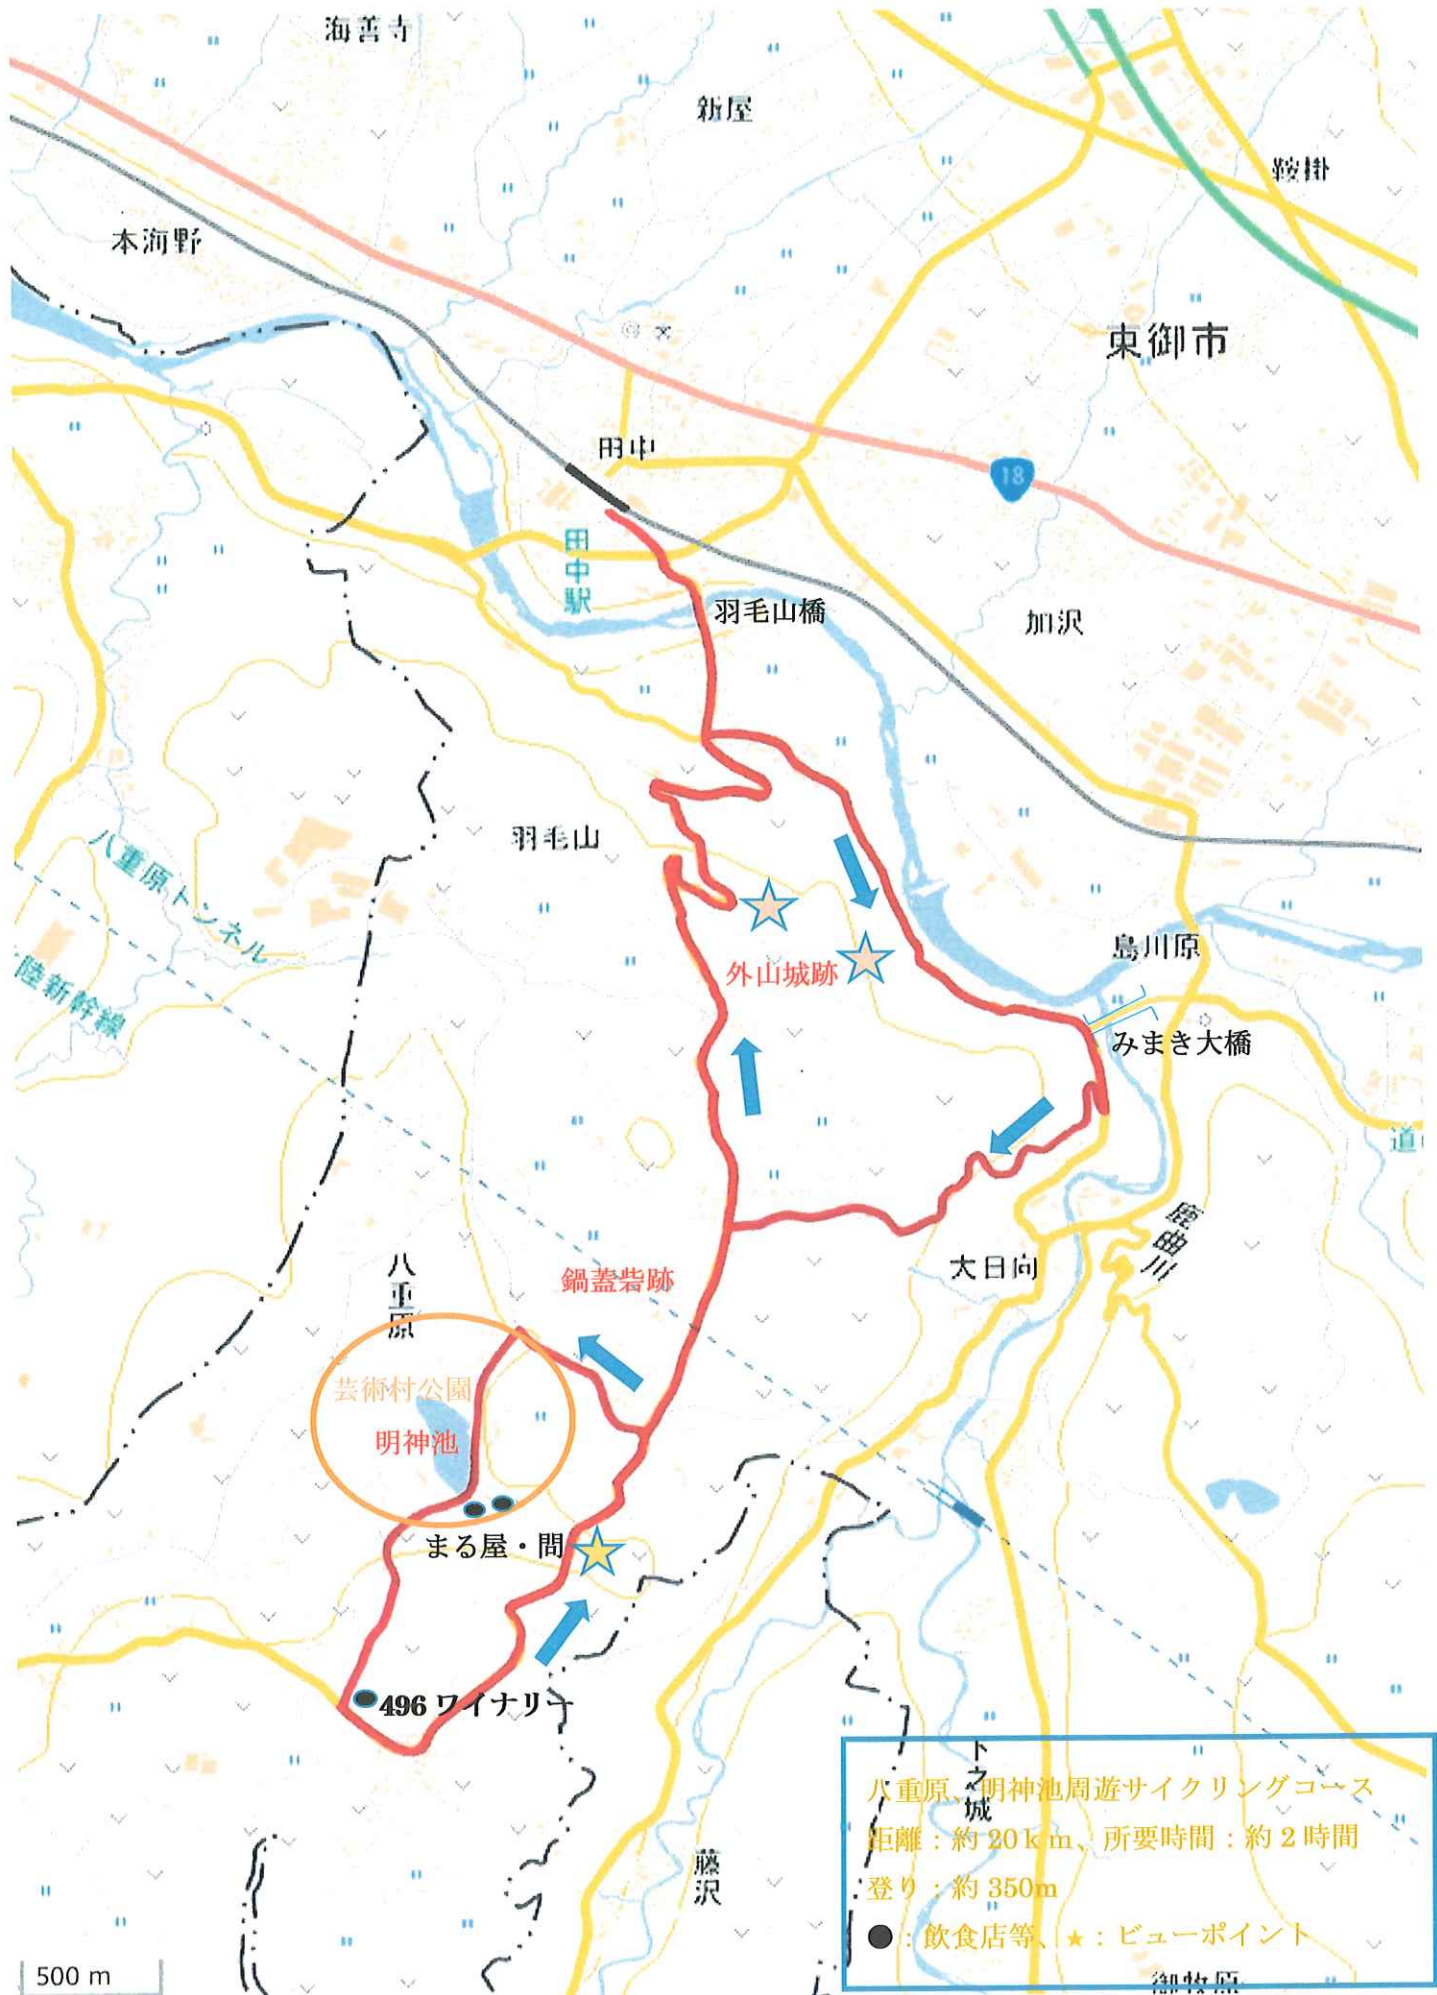 海善寺
新屋
鞍掛
本海野
東御市
田中
18
田中駅
羽毛山橋
加沢
羽毛山
八重原トンネル
陸新幹線
外山城跡
島川原
みまき大橋
道
鹿曲川
大日向
八重原
鍋蓋砦跡
芸術村公園
明神池
まる屋・間
496 ワイナリー
下之城
八重原、明神池周遊サイクリングコース
距離：約 20ｋｍ、所要時間：約 2 時間
登り：約 350m
●：飲食店等、★：ビューポイント
藤沢
御牧原
500 m